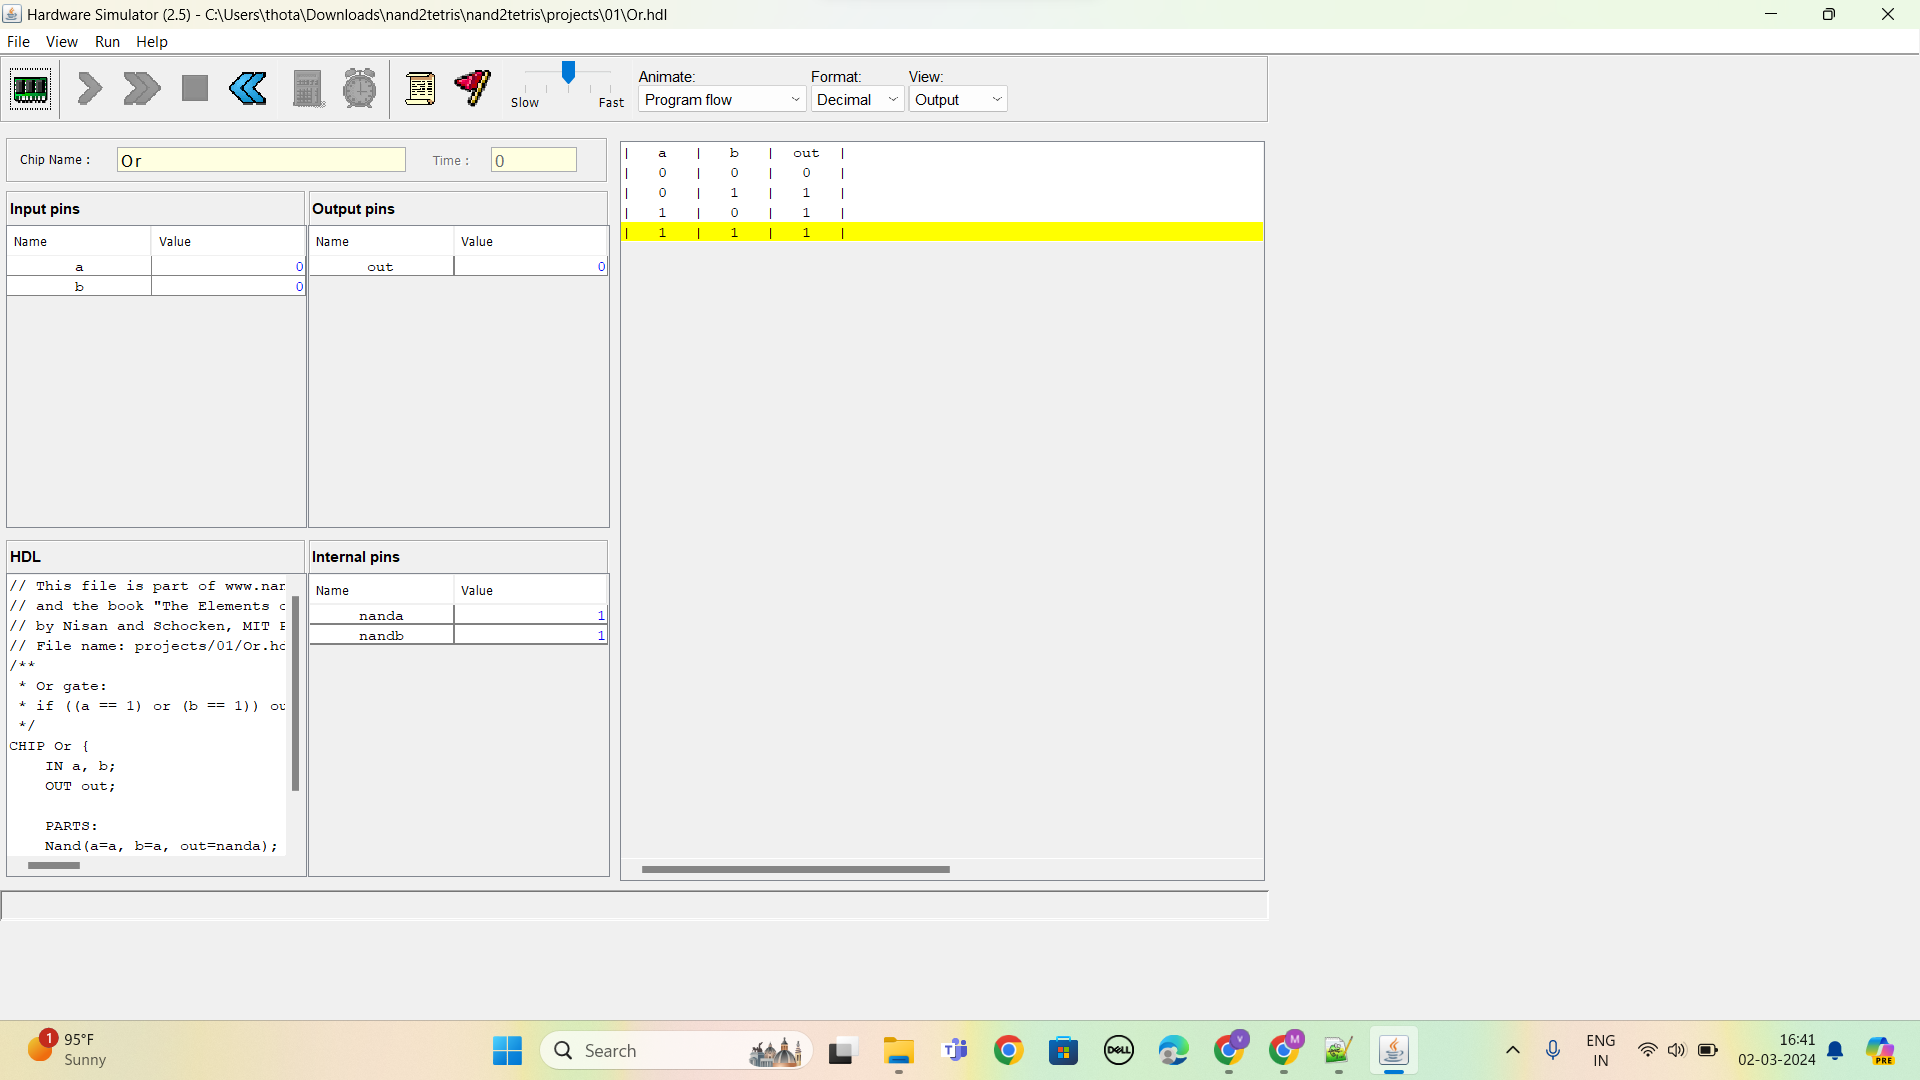 Hardware Simulator (2.5) - C:\Users\thota\Downloads\nand2tetris\nand2tetris\projects\01\Or.hdl
File View Run Help
Slow Fast
Animate: Format: View:
Program flow Decimal Output
Chip Name : Or Time : 0
Input pins Output pins
Name Value Name Value
a 0 out 0
b 0
| a | b | out |
| 0 | 0 | 0 |
| 0 | 1 | 1 |
| 1 | 0 | 1 |
| 1 | 1 | 1 |
HDL
// This file is part of www.nan
// and the book "The Elements
// by Nisan and Schocken, MIT
// File name: projects/01/Or.hd
/**
* Or gate:
* if ((a == 1) or (b == 1)) ou
*/
CHIP Or {
IN a, b;
OUT out;
PARTS:
Nand(a=a, b=a, out=nanda);
Internal pins
Name Value
nanda 1
nandb 1
1
95°F
Sunny
Search
DELL
V
M
ENG
IN
16:41
02-03-2024
PRE